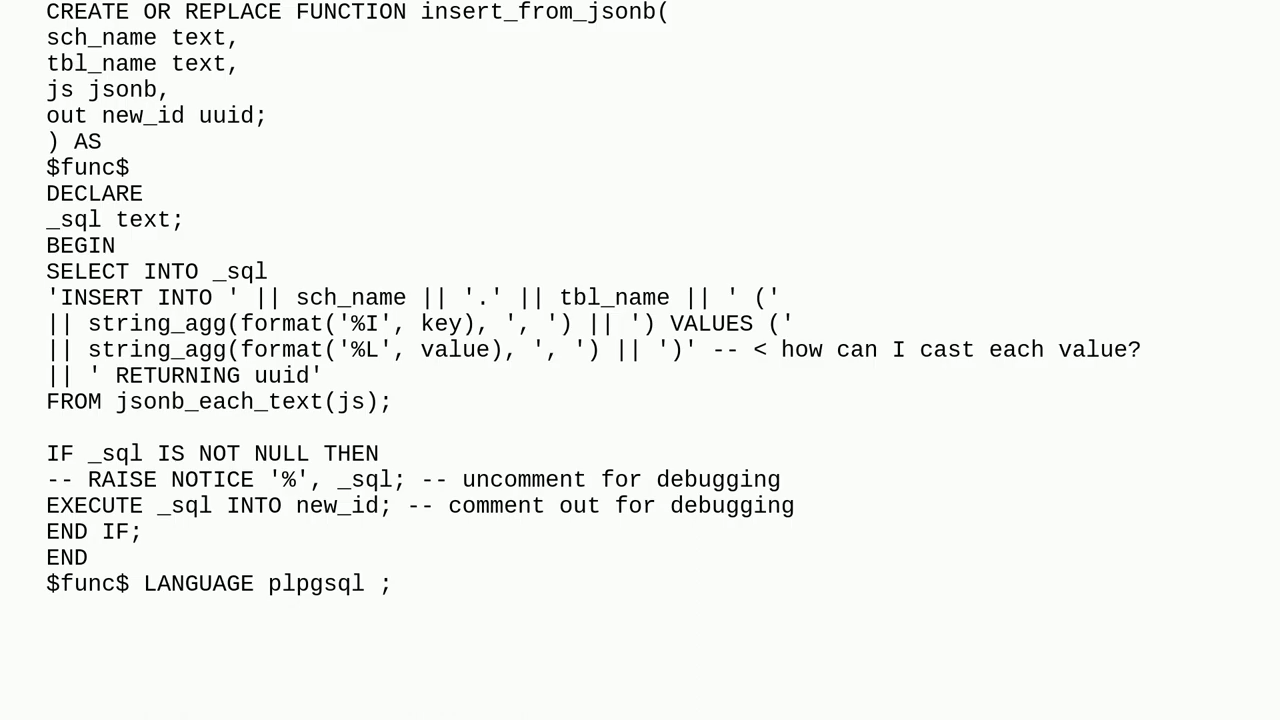 CREATE OR REPLACE FUNCTION insert_from_jsonb(
sch_name text,
tbl_name text,
js jsonb,
out new_id uuid;
) AS
$func$
DECLARE
_sql text;
BEGIN
SELECT INTO _sql
'INSERT INTO ' || sch_name || '.' || tbl_name || ' ('
|| string_agg(format('%I', key), ', ') || ') VALUES ('
|| string_agg(format('%L', value), ', ') || ')' -- < how can I cast each value?
|| ' RETURNING uuid'
FROM jsonb_each_text(js);

IF _sql IS NOT NULL THEN
-- RAISE NOTICE '%', _sql; -- uncomment for debugging
EXECUTE _sql INTO new_id; -- comment out for debugging
END IF;
END
$func$ LANGUAGE plpgsql ;